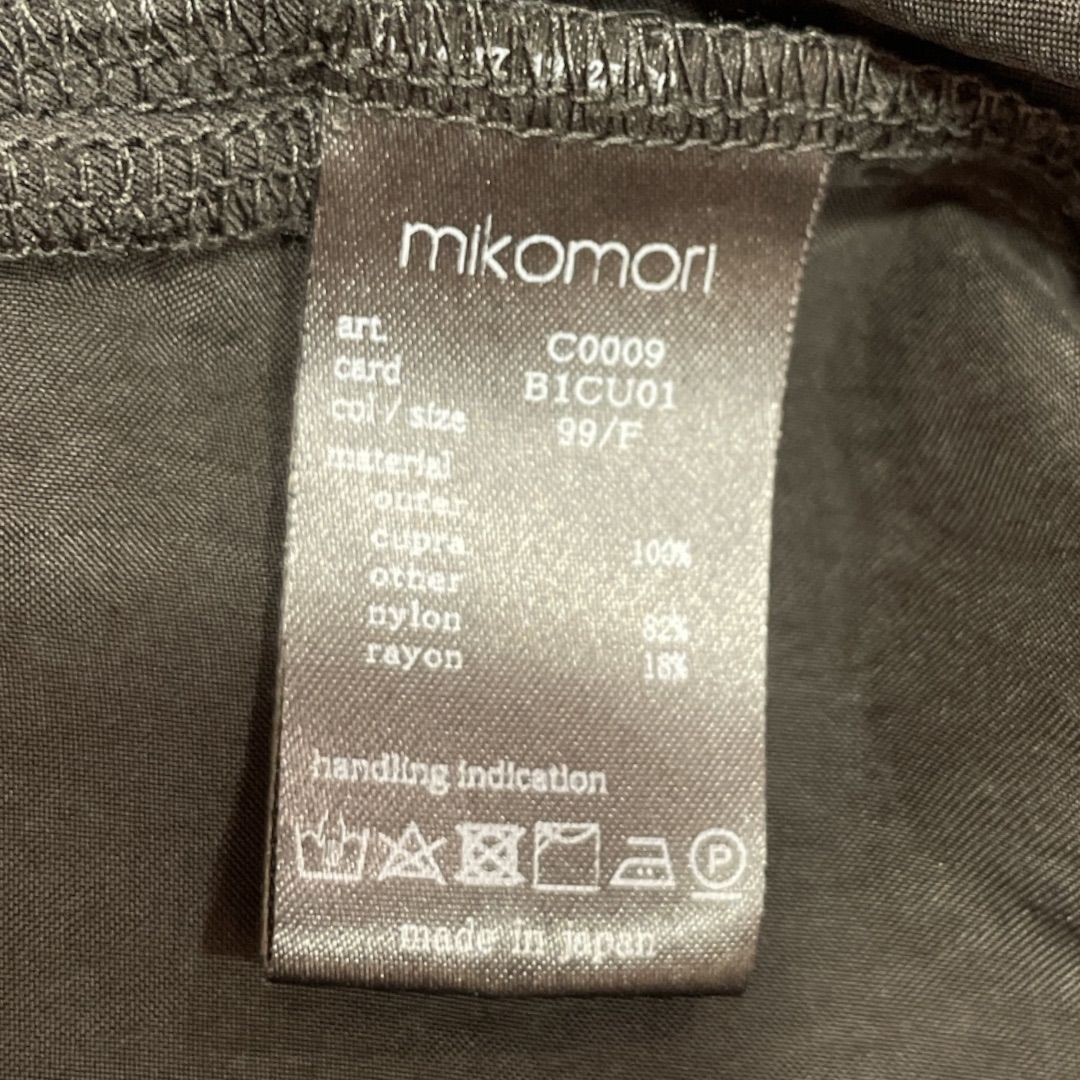 mikomori
art. C0009
card B1CU01
col / size 99/F
material
outer
cupra 100%
other
nylon 82%
rayon 18%
handling indication
P
made in japan